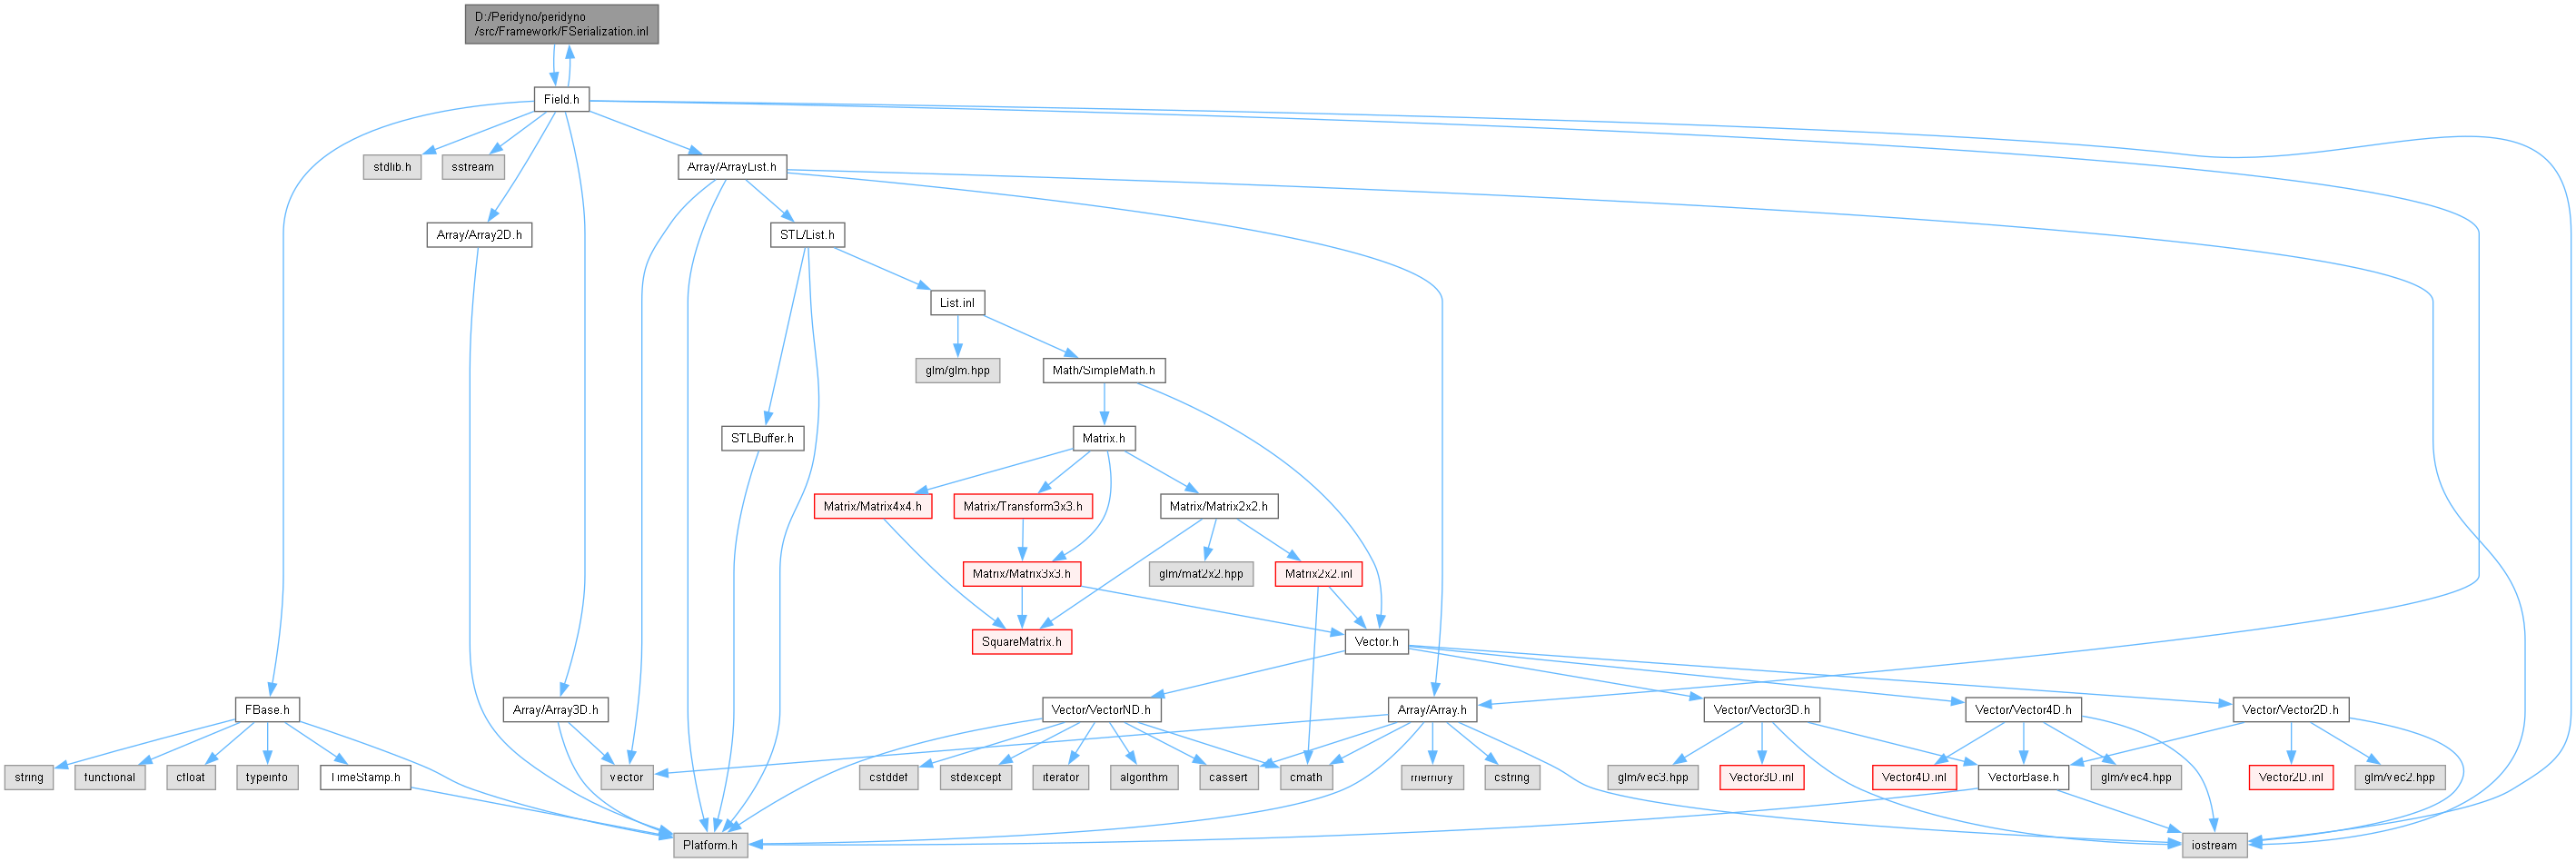 D:/Peridyno/peridyno
/src/Framework/FSerialization.inl
Field.h
stdlib.h
sstream
Array/ArrayList.h
Array/Array2D.h
STL/List.h
List.inl
glm/glm.hpp
Math/SimpleMath.h
STLBuffer.h
Matrix.h
Matrix/Matrix4x4.h
Matrix/Transform3x3.h
Matrix/Matrix2x2.h
Matrix/Matrix3x3.h
glm/mat2x2.hpp
Matrix2x2.inl
SquareMatrix.h
Vector.h
FBase.h
Array/Array3D.h
Vector/VectorND.h
Array/Array.h
Vector/Vector3D.h
Vector/Vector4D.h
Vector/Vector2D.h
string
functional
cfloat
typeinfo
TimeStamp.h
vector
cstddef
stdexcept
iterator
algorithm
cassert
cmath
memory
cstring
glm/vec3.hpp
Vector3D.inl
Vector4D.inl
VectorBase.h
glm/vec4.hpp
Vector2D.inl
glm/vec2.hpp
Platform.h
iostream